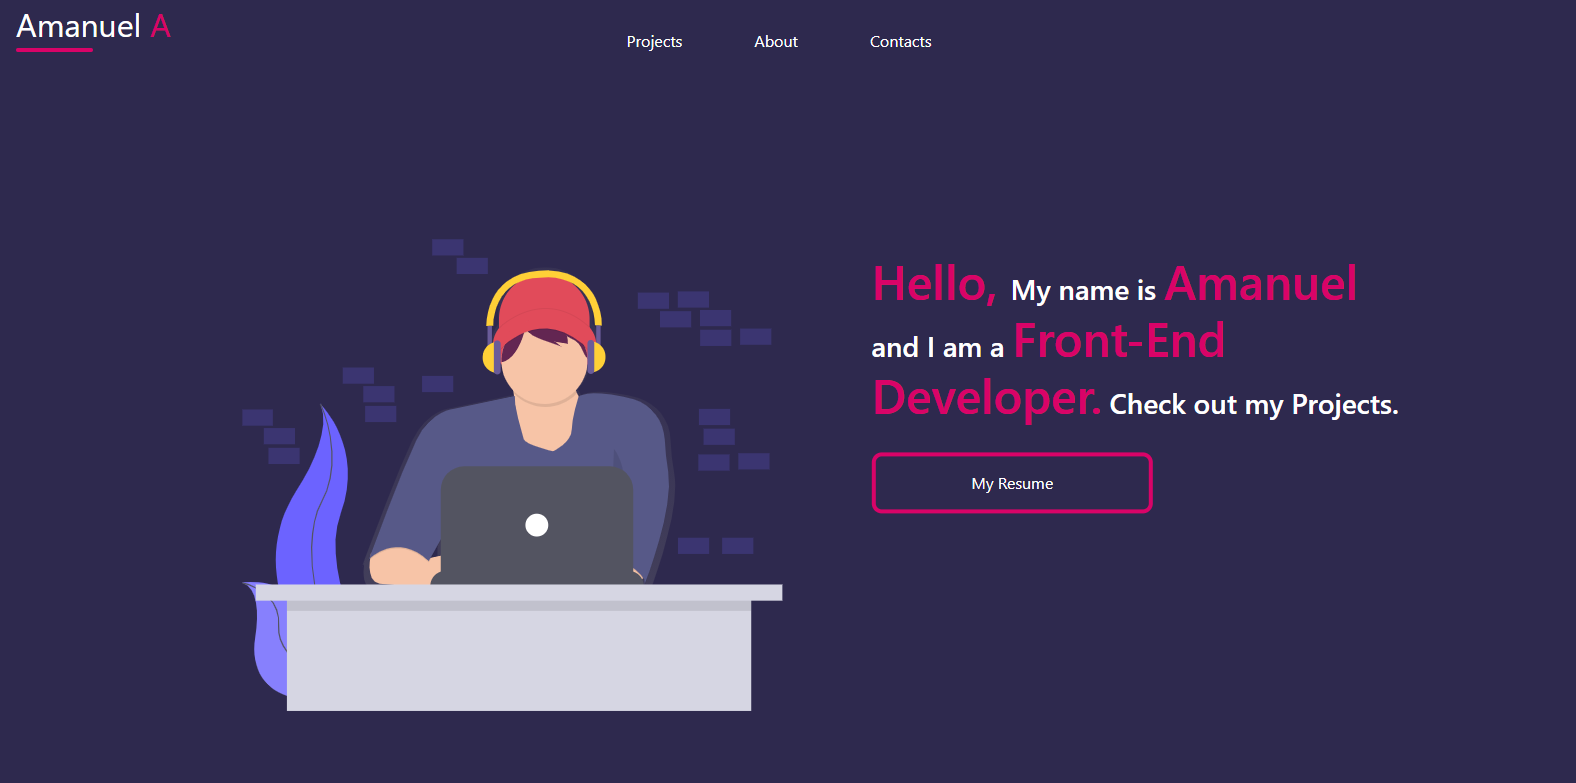 Amanuel A
Projects About Contacts
Hello, My name is Amanuel
and I am a Front-End
Developer. Check out my Projects.
My Resume